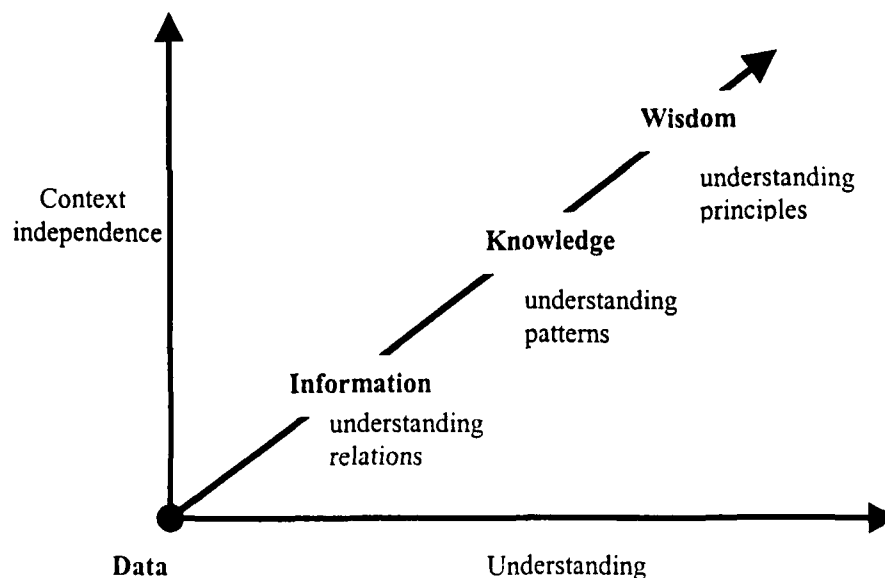 Wisdom
understanding
principles
Context
independence
Knowledge
understanding
patterns
Information
understanding
relations
Data
Understanding